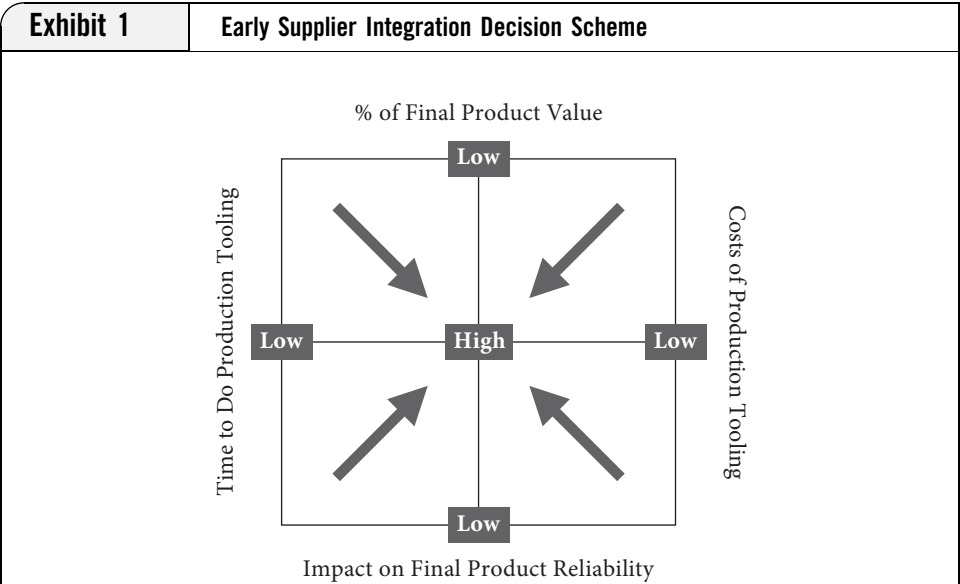 Exhibit 1
Early Supplier Integration Decision Scheme
% of Final Product Value
Low
Time to Do Production Tooling
Costs of Production Tooling
Low
High
Low
Low
Impact on Final Product Reliability